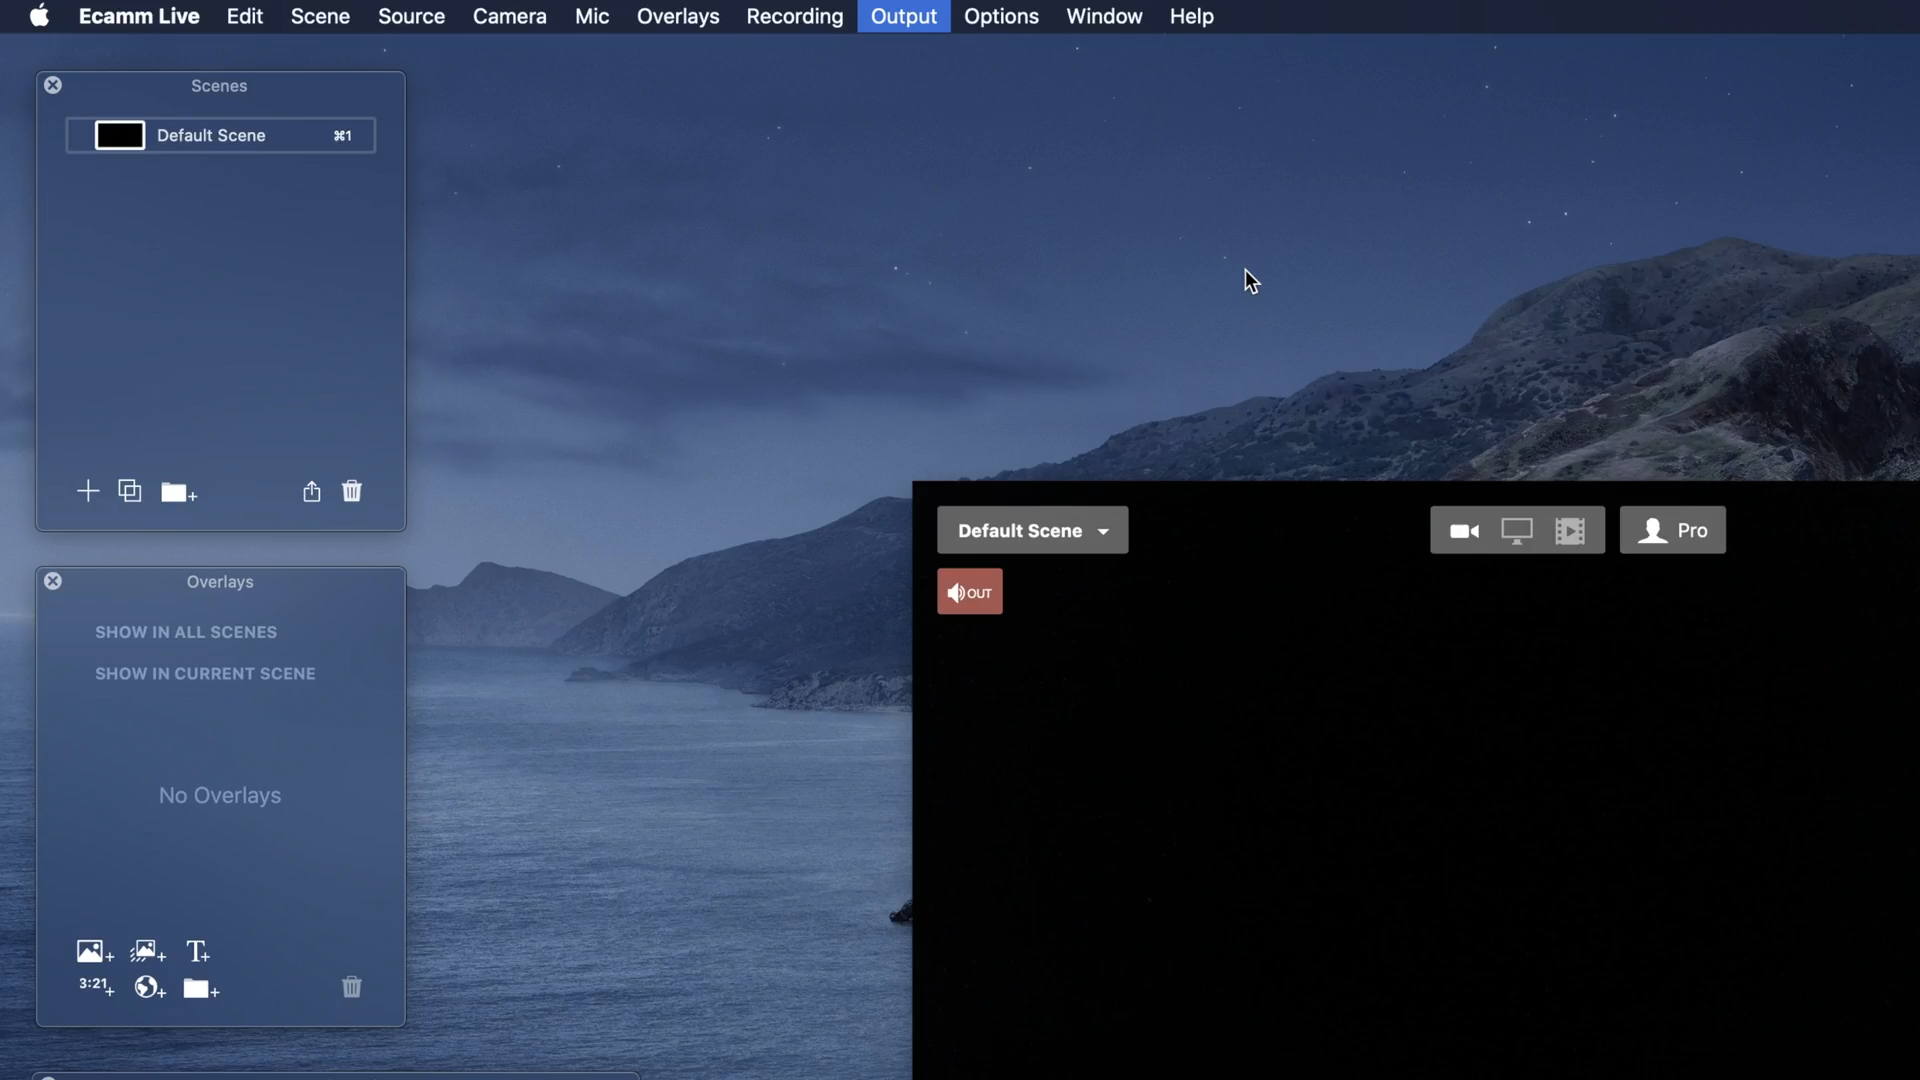 Ecamm Live Edit Scene Source Camera Mic Overlays Recording Output Options Window Help
Scenes
Default Scene ⌘1
Overlays
SHOW IN ALL SCENES
SHOW IN CURRENT SCENE
No Overlays
3:21
Default Scene
Pro
OUT